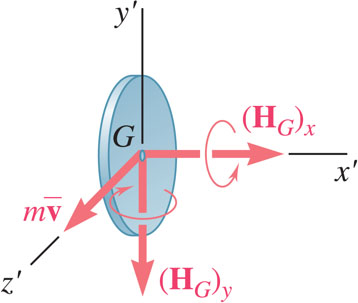 y′
G
(H_G)_x
x′
mv̅
z′
(H_G)_y